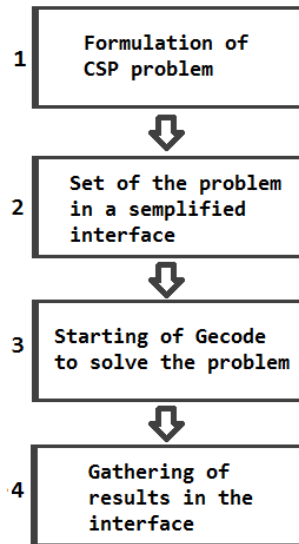 1
Formulation of
CSP problem
2
Set of the problem
in a semplified
interface
3
Starting of Gecode
to solve the problem
4
Gathering of
results in the
interface